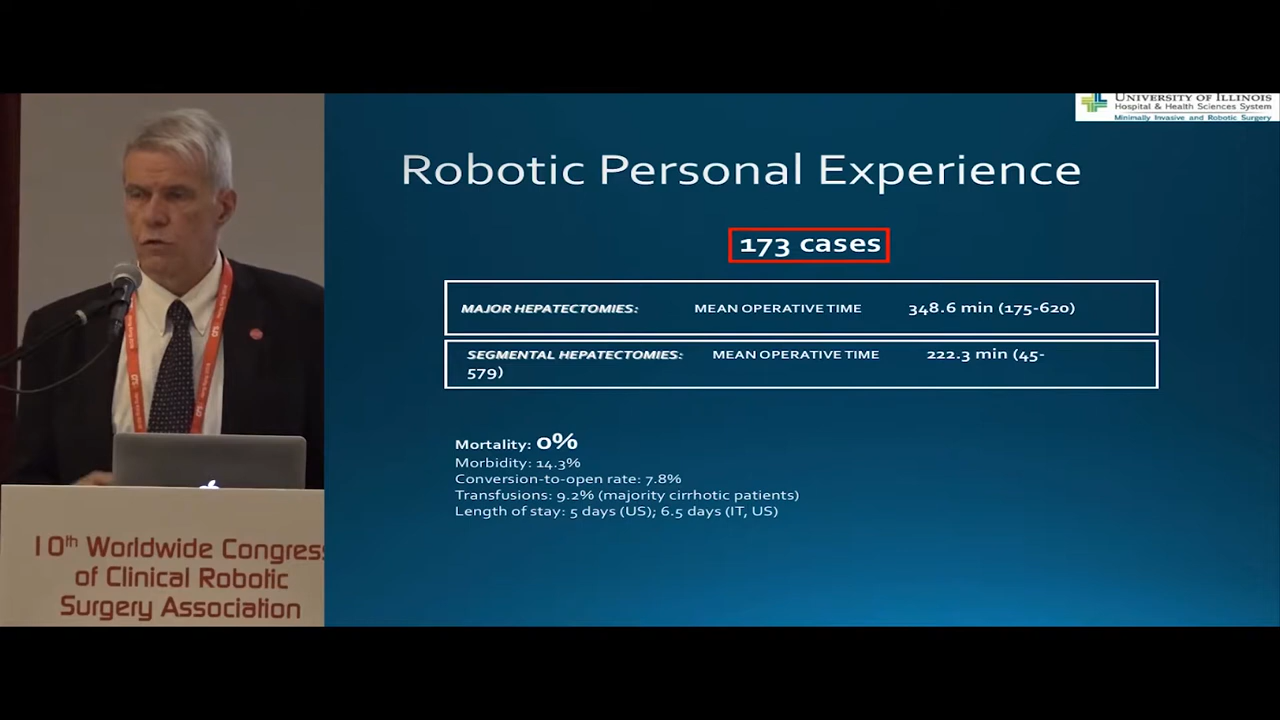 UNIVERSITY OF ILLINOIS
Hospital & Health Sciences System
Minimally Invasive and Robotic Surgery
Robotic Personal Experience
173 cases
MAJOR HEPATECTOMIES: MEAN OPERATIVE TIME 348.6 min (175-620)
SEGMENTAL HEPATECTOMIES: MEAN OPERATIVE TIME 222.3 min (45-
579)
Mortality: 0%
Morbidity: 14.3%
Conversion-to-open rate: 7.8%
Transfusions: 9.2% (majority cirrhotic patients)
Length of stay: 5 days (US); 6.5 days (IT, US)
10th Worldwide Congress
of Clinical Robotic
Surgery Association